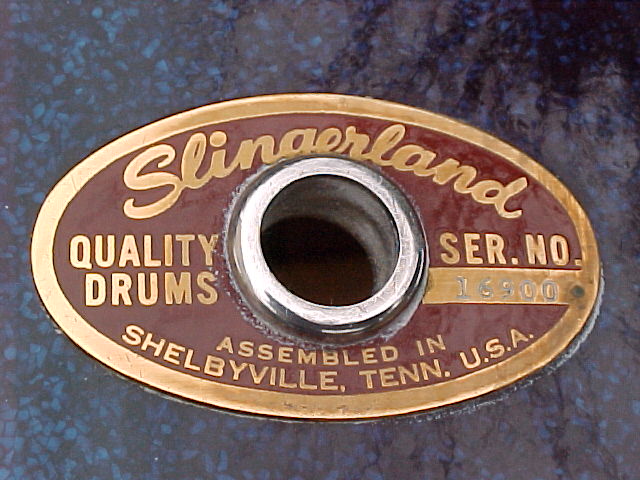 Slingerland
QUALITY
DRUMS
SER. NO.
16900
ASSEMBLED IN
SHELBYVILLE, TENN. U.S.A.